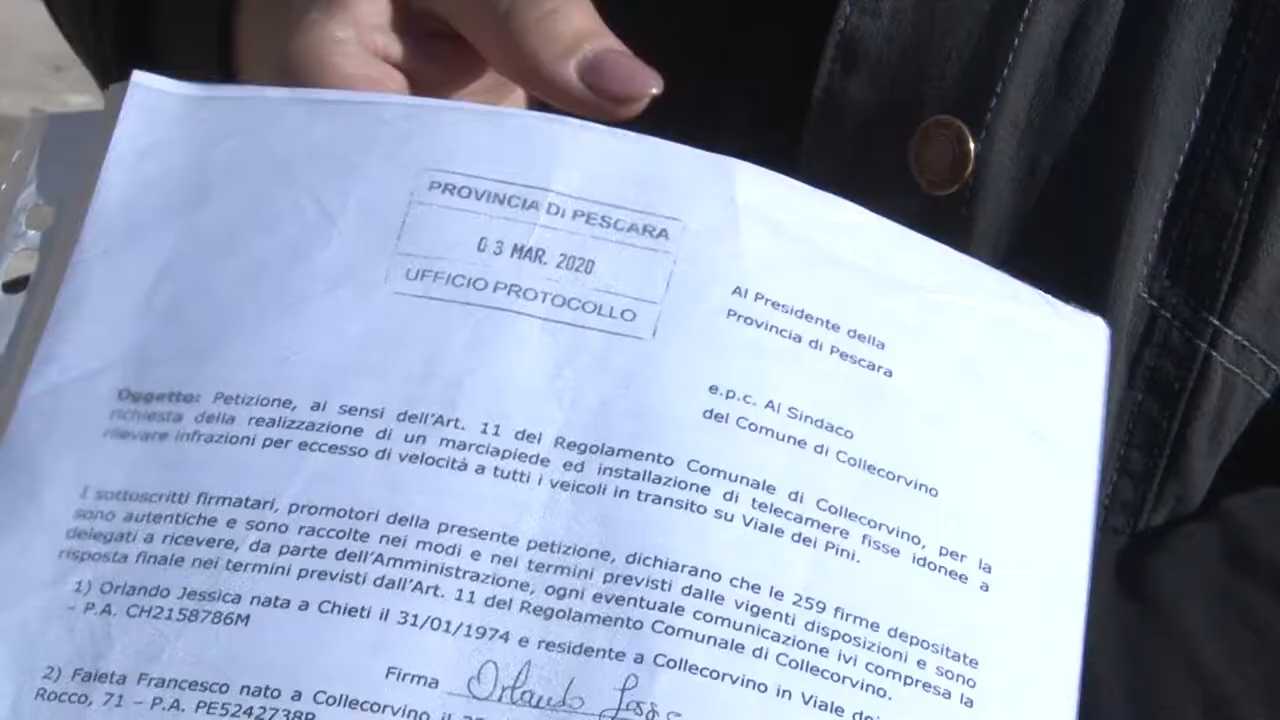 PROVINCIA DI PESCARA
03 MAR. 2020
UFFICIO PROTOCOLLO
Al Presidente della
Provincia di Pescara
e.p.c. Al Sindaco
del Comune di Collecorvino
Oggetto: Petizione, ai sensi dell'Art. 11 del Regolamento Comunale di Collecorvino, per la
richiesta della realizzazione di un marciapiede ed installazione di telecamere fisse idonee a
rilevare infrazioni per eccesso di velocità a tutti i veicoli in transito su Viale dei Pini.
I sottoscritti firmatari, promotori della presente petizione, dichiarano che le 259 firme depositate
sono autentiche e sono raccolte nei modi e nei termini previsti dalle vigenti disposizioni e sono
delegati a ricevere, da parte dell'Amministrazione, ogni eventuale comunicazione ivi compresa la
risposta finale nei termini previsti dall'Art. 11 del Regolamento Comunale di Collecorvino.
1) Orlando Jessica nata a Chieti il 31/01/1974 e residente a Collecorvino in Viale dei
– P.A. CH2158786M
Firma Orlando
2) Faieta Francesco nato a Collecorvino il
Rocco, 71 – P.A. PE5242738P